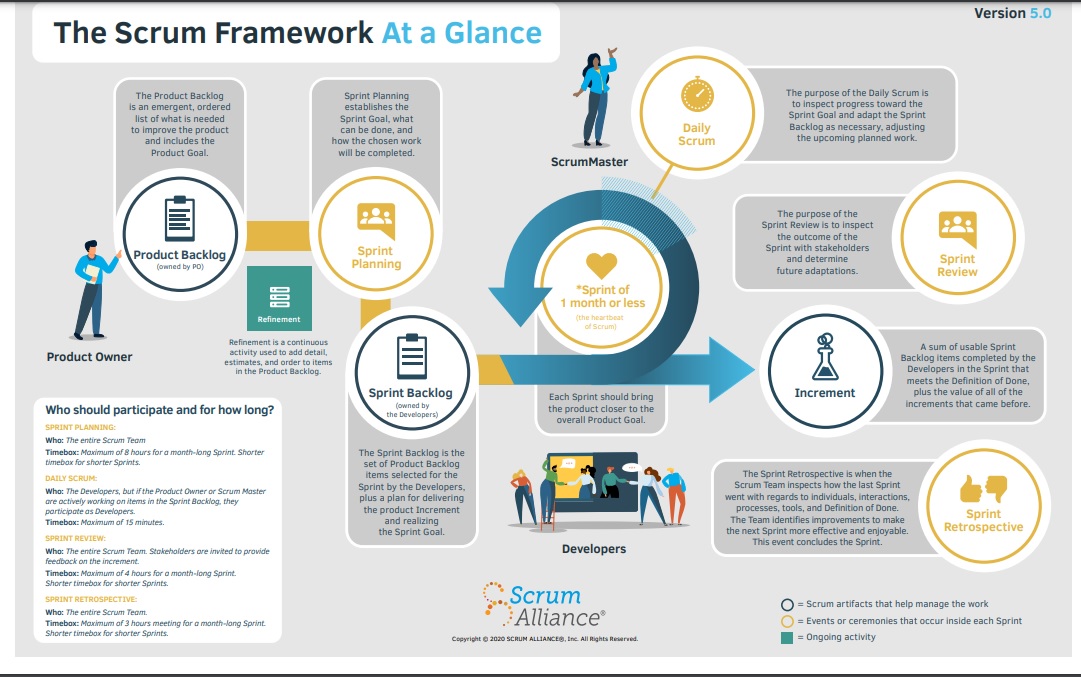 The Scrum Framework At a Glance
Version 5.0
The Product Backlog
is an emergent, ordered
list of what is needed
to improve the product
and includes the
Product Goal.
Product Backlog
(owned by PO)
Product Owner
Sprint Planning
establishes the
Sprint Goal, what
can be done, and
how the chosen work
will be completed.
Sprint
Planning
Refinement
Refinement is a continuous
activity used to add detail,
estimates, and order to items
in the Product Backlog.
Sprint Backlog
(owned by
the Developers)
The Sprint Backlog is the
set of Product Backlog
items selected for the
Sprint by the Developers,
plus a plan for delivering
the product Increment
and realizing
the Sprint Goal.
ScrumMaster
Daily
Scrum
The purpose of the Daily Scrum is
to inspect progress toward the
Sprint Goal and adapt the Sprint
Backlog as necessary, adjusting
the upcoming planned work.
*Sprint of
1 month or less
(the heartbeat
of Scrum)
Each Sprint should bring
the product closer to the
overall Product Goal.
Developers
The purpose of the
Sprint Review is to inspect
the outcome of the
Sprint with stakeholders
and determine
future adaptations.
Sprint
Review
Increment
A sum of usable Sprint
Backlog items completed by the
Developers in the Sprint that
meets the Definition of Done,
plus the value of all of the
increments that came before.
The Sprint Retrospective is when the
Scrum Team inspects how the last Sprint
went with regards to individuals, interactions,
processes, tools, and Definition of Done.
The Team identifies improvements to make
the next Sprint more effective and enjoyable.
This event concludes the Sprint.
Sprint
Retrospective
Who should participate and for how long?
SPRINT PLANNING:
Who: The entire Scrum Team
Timebox: Maximum of 8 hours for a month-long Sprint. Shorter
timebox for shorter Sprints.
DAILY SCRUM:
Who: The Developers, but if the Product Owner or Scrum Master
are actively working on items in the Sprint Backlog, they
participate as Developers.
Timebox: Maximum of 15 minutes.
SPRINT REVIEW:
Who: The entire Scrum Team. Stakeholders are invited to provide
feedback on the increment.
Timebox: Maximum of 4 hours for a month-long Sprint.
Shorter timebox for shorter Sprints.
SPRINT RETROSPECTIVE:
Who: The entire Scrum Team.
Timebox: Maximum of 3 hours meeting for a month-long Sprint.
Shorter timebox for shorter Sprints.
Scrum
Alliance®
Copyright © 2020 SCRUM ALLIANCE®, Inc. All Rights Reserved.
= Scrum artifacts that help manage the work
= Events or ceremonies that occur inside each Sprint
= Ongoing activity